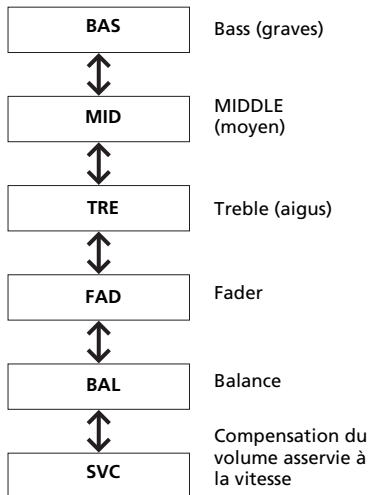 BAS
Bass (graves)
MID
MIDDLE
(moyen)
TRE
Treble (aigus)
FAD
Fader
BAL
Balance
SVC
Compensation du
volume asservie à
la vitesse